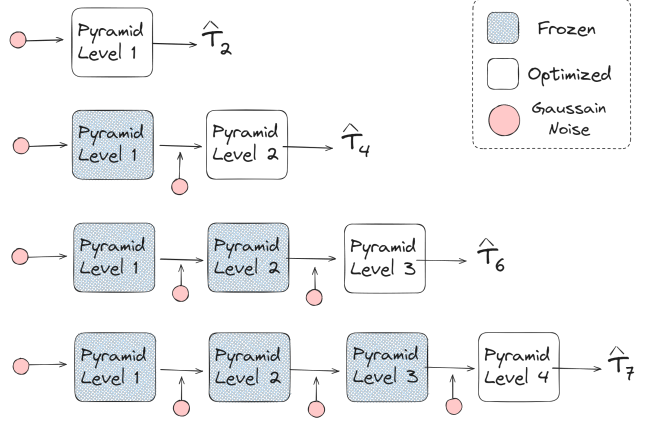 Pyramid
Level 1
T̂2
Frozen
Optimized
Gaussain
Noise
Pyramid
Level 1
Pyramid
Level 2
T̂4
Pyramid
Level 1
Pyramid
Level 2
Pyramid
Level 3
T̂6
Pyramid
Level 1
Pyramid
Level 2
Pyramid
Level 3
Pyramid
Level 4
T̂7